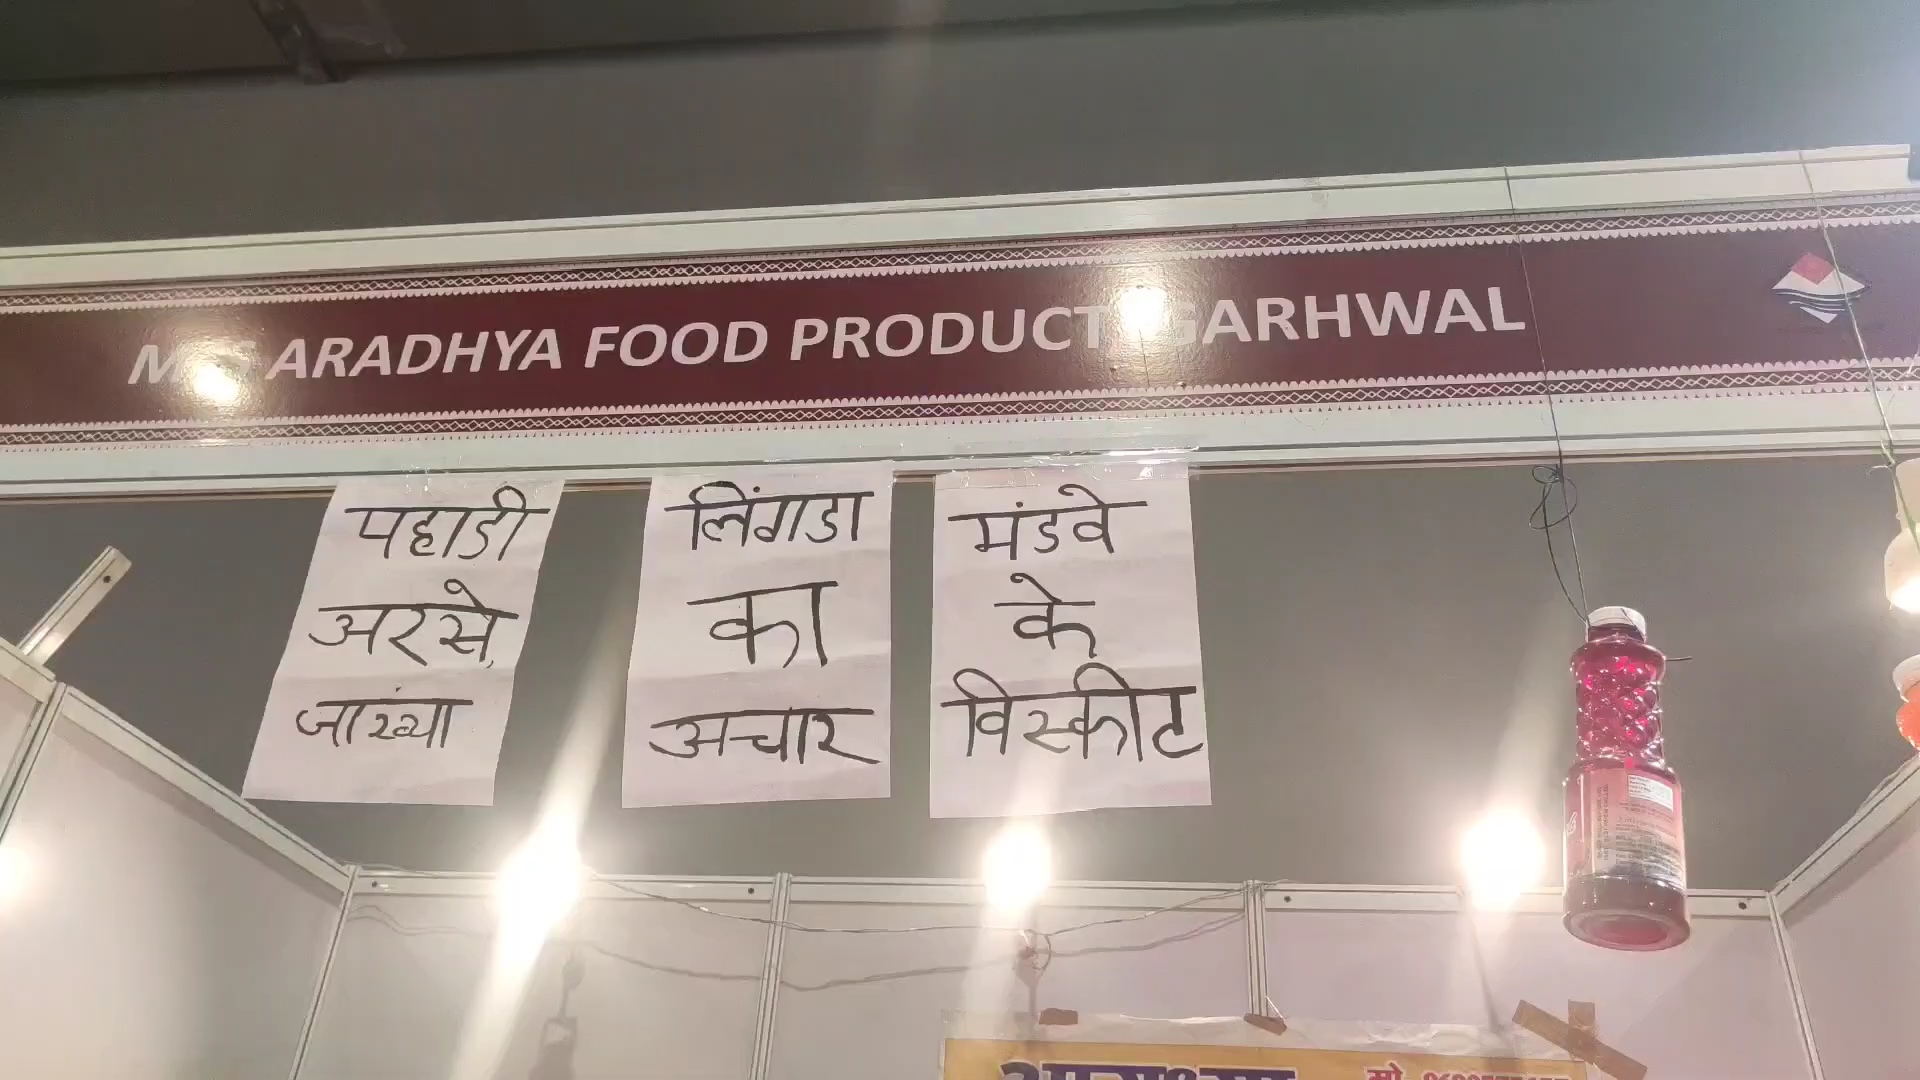 M/S ARADHYA FOOD PRODUCT GARHWAL
पहाडी
अरसे,
जाख्या
लिंगडा
का
अचार
मंडवे
के
विस्कीट
मो.